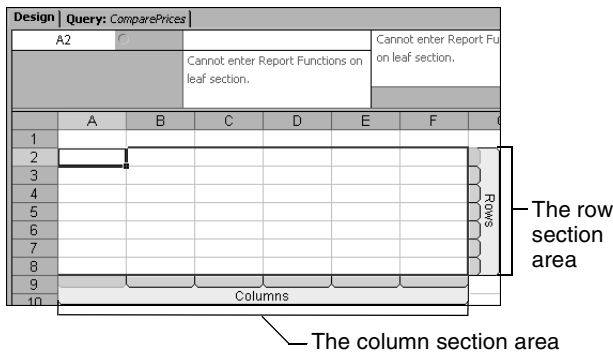 Design Query: ComparePrices
A2
Cannot enter Report Functions on leaf section.
Cannot enter Report Fu
on leaf section.
A B C D E F
1
2
3
4
5
6
7
8
9
10
Rows
Columns
The row section area
The column section area